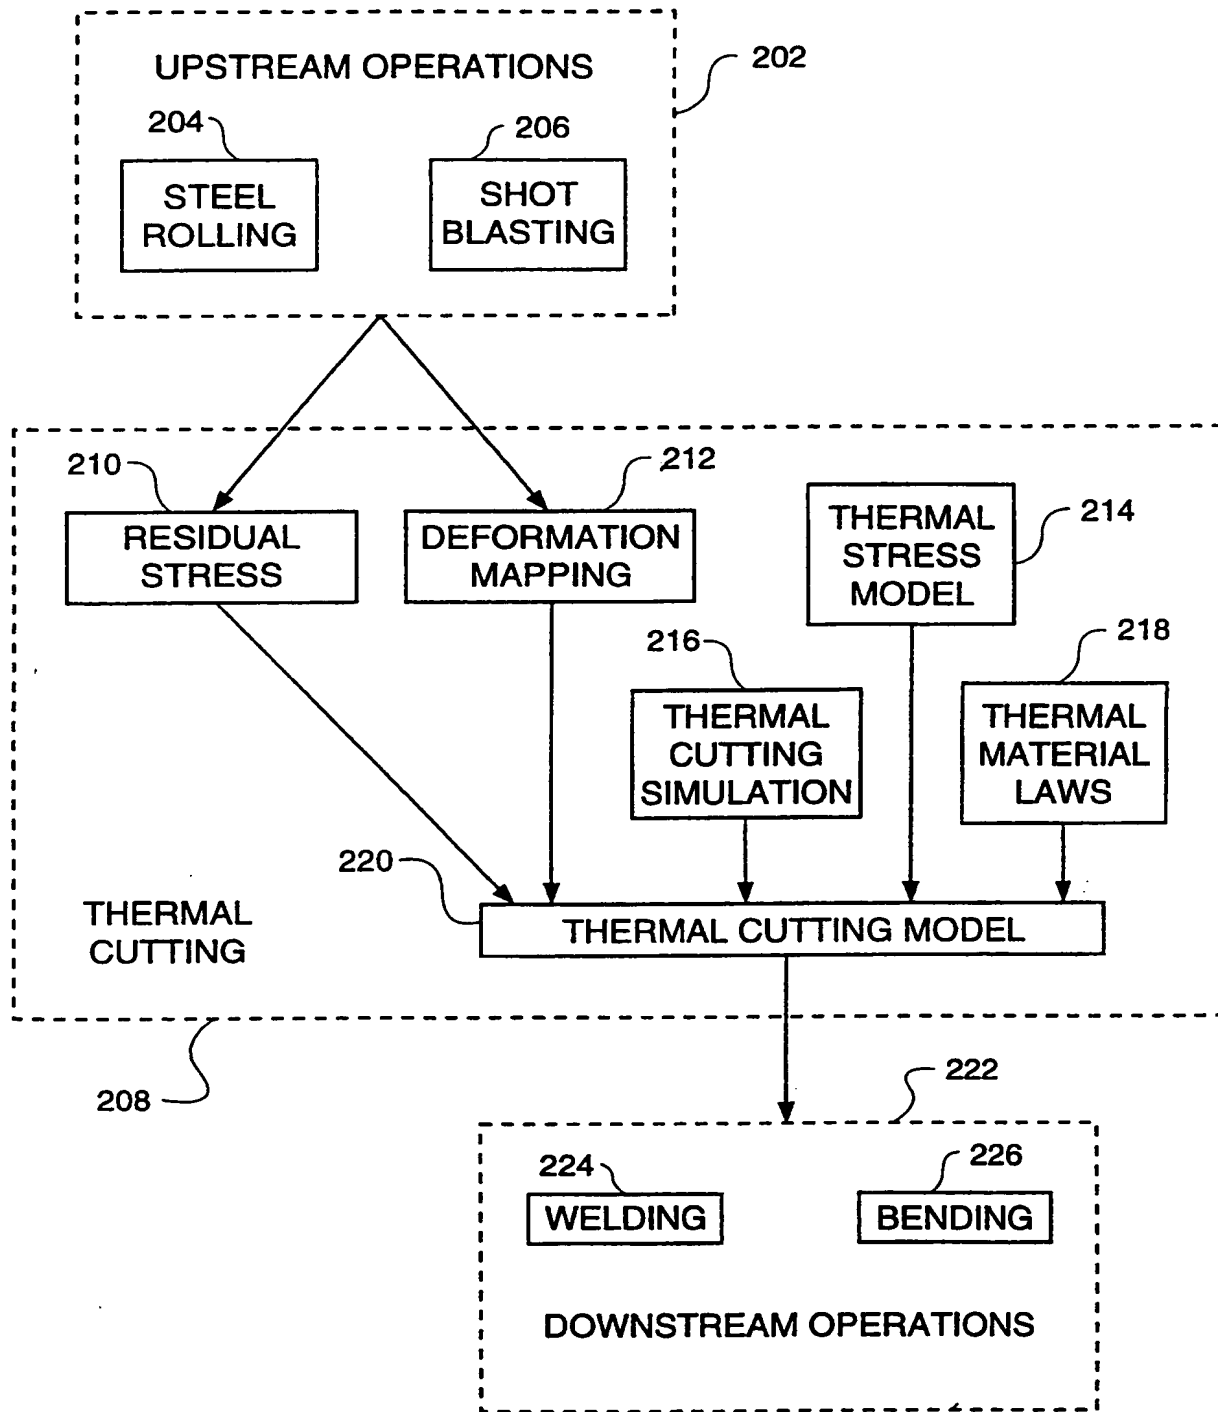 UPSTREAM OPERATIONS
202
204
206
STEEL
ROLLING
SHOT
BLASTING
210
212
RESIDUAL
STRESS
DEFORMATION
MAPPING
THERMAL
STRESS
MODEL
214
216
218
THERMAL
CUTTING
SIMULATION
THERMAL
MATERIAL
LAWS
220
THERMAL CUTTING MODEL
THERMAL
CUTTING
208
222
224
226
WELDING
BENDING
DOWNSTREAM OPERATIONS